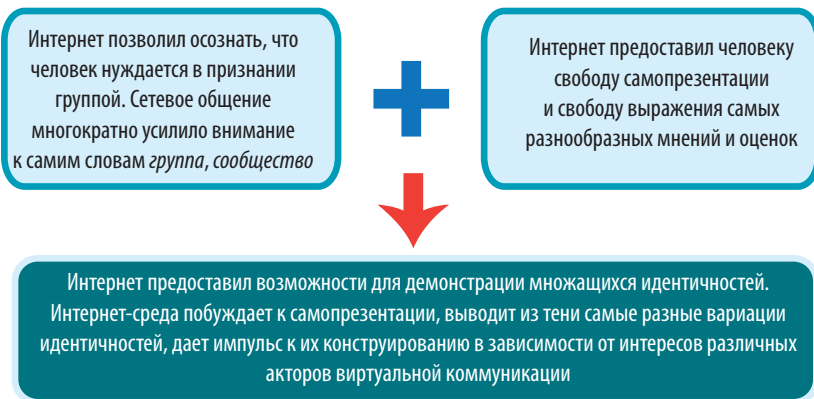 Интернет позволил осознать, что
человек нуждается в признании
группой. Сетевое общение
многократно усилило внимание
к самим словам группа, сообщество
Интернет предоставил человеку
свободу самопрезентации
и свободу выражения самых
разнообразных мнений и оценок
Интернет предоставил возможности для демонстрации множащихся идентичностей.
Интернет-среда побуждает к самопрезентации, выводит из тени самые разные вариации
идентичностей, дает импульс к их конструированию в зависимости от интересов различных
акторов виртуальной коммуникации